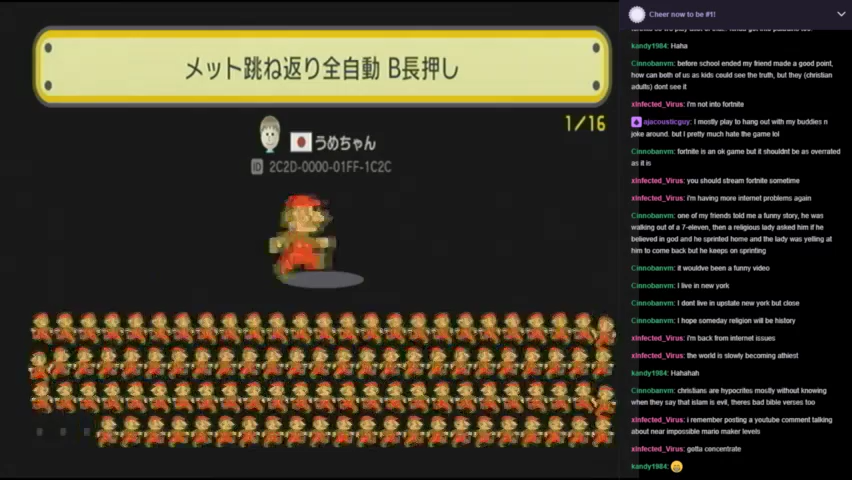 メット跳ね返り全自動 B長押し
1/16
うめちゃん
ID 2C2D-0000-01FF-1C2C
Cheer now to be #1!
kandy1984: Haha
Cinnobanvm: before school ended my friend made a good point,
how can both of us as kids could see the truth, but they (christian
adults) dont see it
xInfected_Virus: i'm not into fortnite
ajacousticguy: I mostly play to hang out with my buddies n
joke around. but I pretty much hate the game lol
Cinnobanvm: fortnite is an ok game but it shouldnt be as overrated
as it in
xInfected_Virus: you should stream fortnite sometime
xInfected_Virus: i'm having more internet problems again
Cinnobanvm: one of my friends told me a funny story, he was
walking out of a 7-eleven, then a religious lady asked him if he
believed in god and he sprinted home and the lady was yelling at
him to come back but he keeps on sprinting
Cinnobanvm: it wouldve been a funny video
Cinnobanvm: I live in new york
Cinnobanvm: I dont live in upstate new york but close
Cinnobanvm: I hope someday religion will be history
xInfected_Virus: i'm back from internet issues
xInfected_Virus: the world is slowly becoming athiest
kandy1984: Hahahah
Cinnobanvm: christians are hypocrites mostly without knowing
when they say that islam is evil, theres bad bible verses too
xInfected_Virus: i remember posting a youtube comment talking
about near impossible mario maker levels
xInfected_Virus: gotta concentrate
kandy1984: